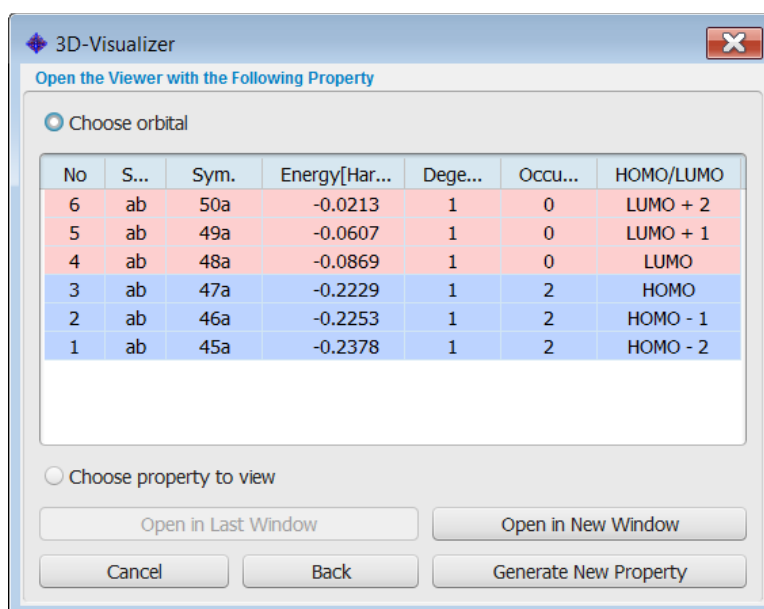 3D-Visualizer
Open the Viewer with the Following Property
Choose orbital
No S... Sym. Energy[Har... Dege... Occu... HOMO/LUMO
6 ab 50a -0.0213 1 0 LUMO + 2
5 ab 49a -0.0607 1 0 LUMO + 1
4 ab 48a -0.0869 1 0 LUMO
3 ab 47a -0.2229 1 2 HOMO
2 ab 46a -0.2253 1 2 HOMO - 1
1 ab 45a -0.2378 1 2 HOMO - 2
Choose property to view
Open in Last Window Open in New Window
Cancel Back Generate New Property